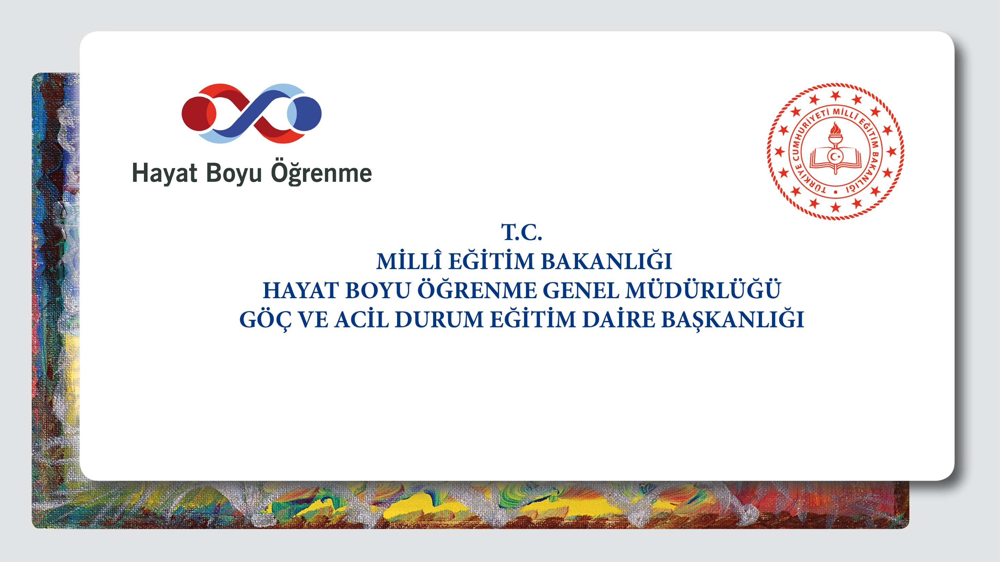 Hayat Boyu Öğrenme
TÜRKİYE CUMHURİYETİ MİLLÎ EĞİTİM BAKANLIĞI
T.C.
MİLLÎ EĞİTİM BAKANLIĞI
HAYAT BOYU ÖĞRENME GENEL MÜDÜRLÜĞÜ
GÖÇ VE ACİL DURUM EĞİTİM DAİRE BAŞKANLIĞI